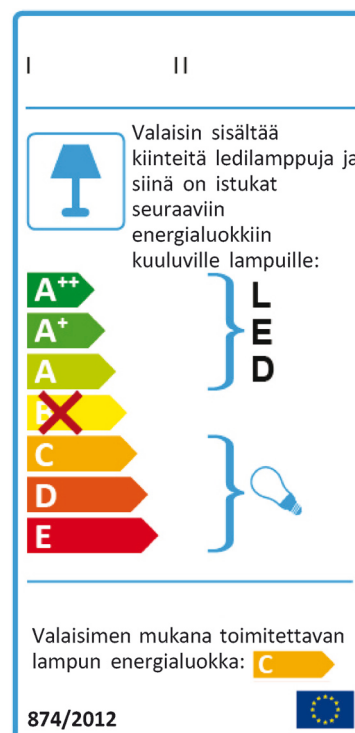 I II
Valaisin sisältää
kiinteitä ledilamppuja ja
siinä on istukat
seuraaviin
energialuokkiin
kuuluville lampuille:
A++
A+
A
B
C
D
E
L
E
D
Valaisimen mukana toimitettavan
lampun energialuokka: C
874/2012